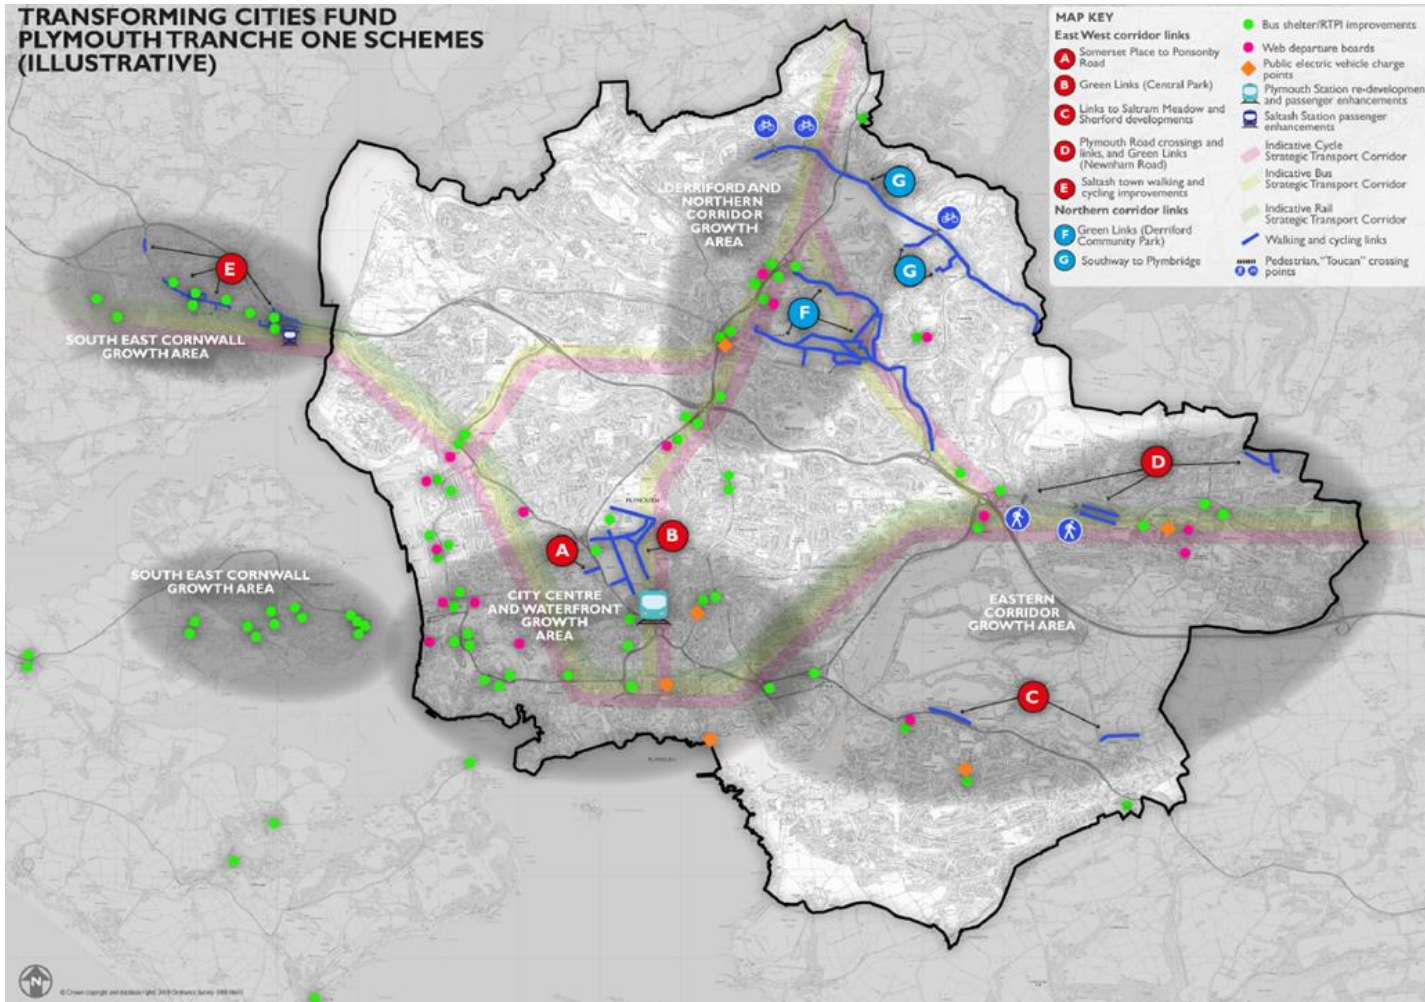 TRANSFORMING CITIES FUND
PLYMOUTH TRANCHE ONE SCHEMES
(ILLUSTRATIVE)
MAP KEY
East West corridor links
A Somerset Place to Ponsonby
Road
B Green Links (Central Park)
C Links to Saltram Meadow and
Sherford developments
D Plymouth Road crossings and
links, and Green Links
(Newnham Road)
E Saltash town walking and
cycling improvements
Northern corridor links
F Green Links (Derriford
Community Park)
G Southway to Plymbridge
Bus shelter/RTPI improvements
Web departure boards
Public electric vehicle charge
points
Plymouth Station re-developmen
and passenger enhancements
Saltash Station passenger
enhancements
Indicative Cycle
Strategic Transport Corridor
Indicative Bus
Strategic Transport Corridor
Indicative Rail
Strategic Transport Corridor
Walking and cycling links
Pedestrian, "Toucan" crossing
points
DERRIFORD AND
NORTHERN
CORRIDOR
GROWTH
AREA
G
G
E
F
SOUTH EAST CORNWALL
GROWTH AREA
D
PLYMOUTH
A
B
SOUTH EAST CORNWALL
GROWTH AREA
CITY CENTRE
AND WATERFRONT
GROWTH
AREA
EASTERN
CORRIDOR
GROWTH AREA
C
N